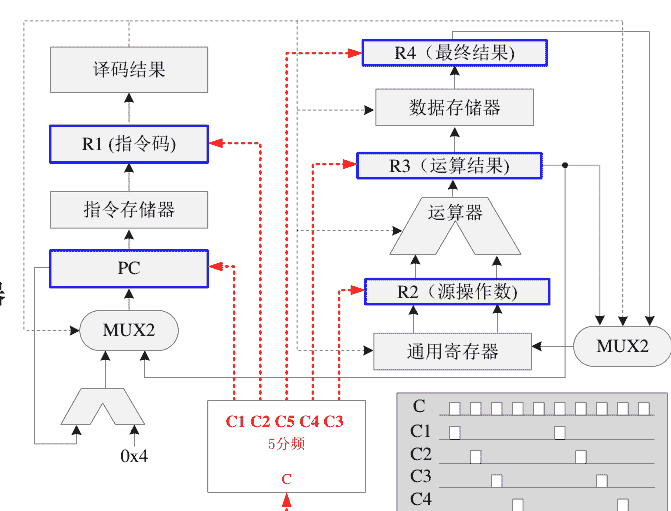 R4（最终结果)
译码结果
数据存储器
R1 (指令码)
R3（运算结果）
指令存储器
运算器
PC
R2（源操作数)
MUX2
通用寄存器
MUX2
0x4
C1 C2 C5 C4 C3
5分频
C
C
C1
C2
C3
C4